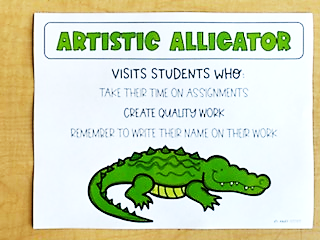 ARTISTIC ALLIGATOR
VISITS STUDENTS WHO:
TAKE THEIR TIME ON ASSIGNMENTS
CREATE QUALITY WORK
REMEMBER TO WRITE THEIR NAME ON THEIR WORK